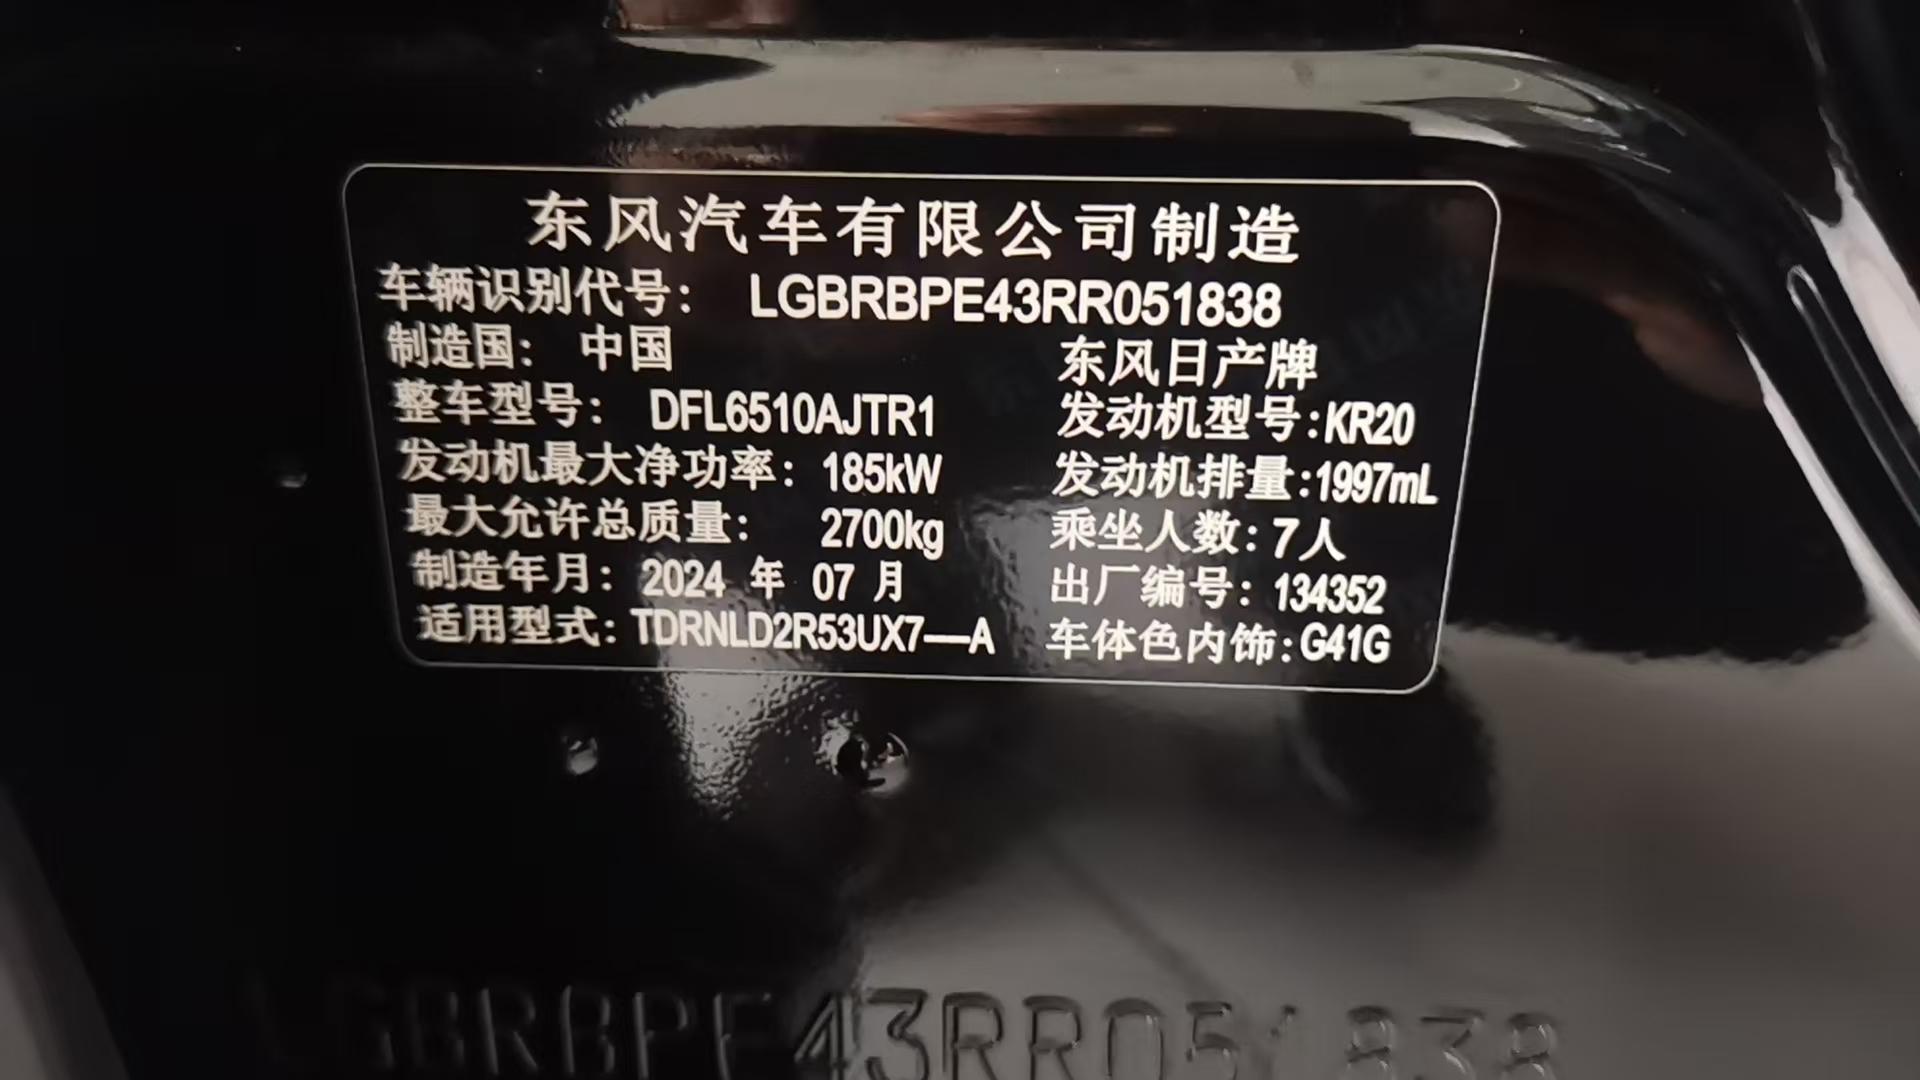 东风汽车有限公司制造
车辆识别代号： LGBRBPE43RR051838
制造国： 中国 东风日产牌
整车型号： DFL6510AJTR1 发动机型号:KR20
发动机最大净功率： 185kW 发动机排量:1997mL
最大允许总质量： 2700kg 乘坐人数: 7人
制造年月： 2024 年 07 月 出厂编号: 134352
适用型式: TDRNLD2R53UX7—A 车体色内饰:G41G
LGBRBPE43RR051838